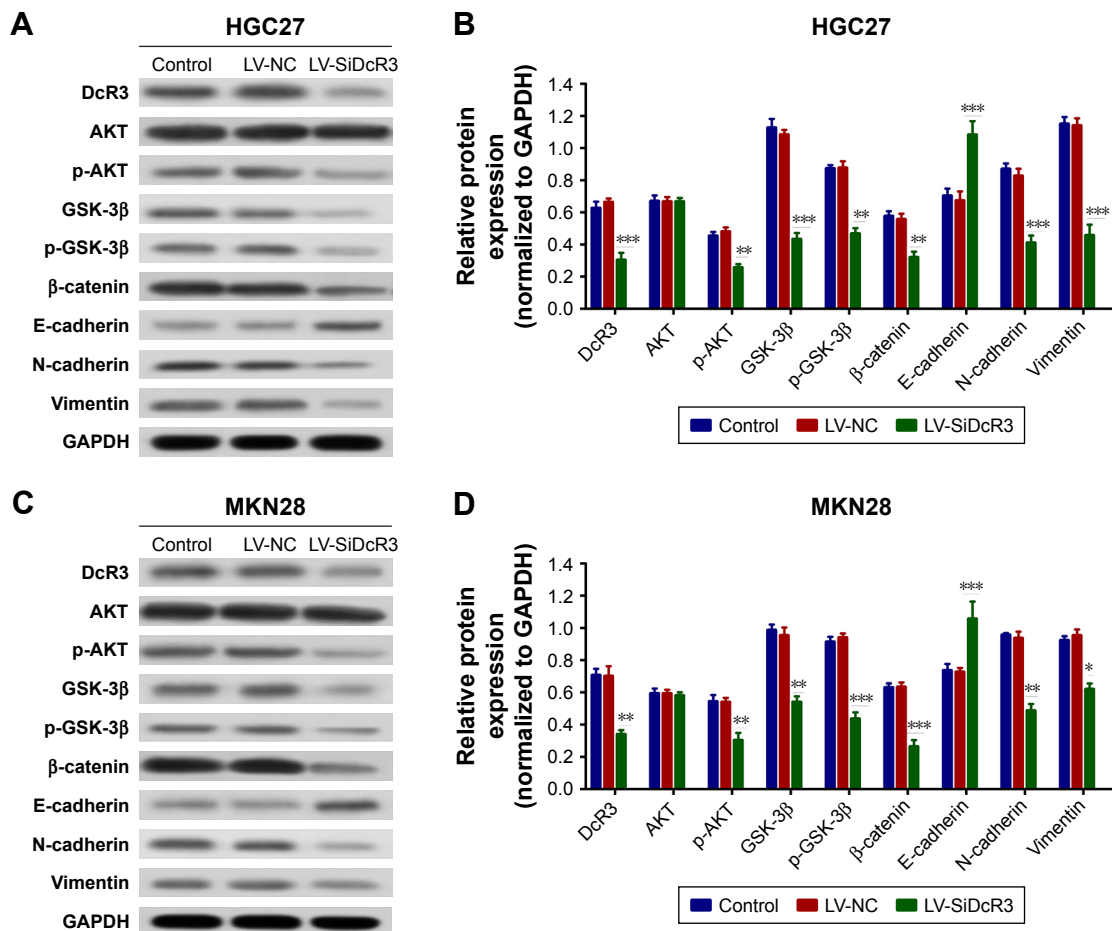 A
HGC27
Control LV-NC LV-SiDcR3
DcR3
AKT
p-AKT
GSK-3β
p-GSK-3β
β-catenin
E-cadherin
N-cadherin
Vimentin
GAPDH
B
HGC27
Relative protein
expression
(normalized to GAPDH)
1.4
1.2
1.0
0.8
0.6
0.4
0.2
0.0
***
**
***
**
**
***
***
***
DcR3
AKT
p-AKT
GSK-3β
p-GSK-3β
β-catenin
E-cadherin
N-cadherin
Vimentin
Control LV-NC LV-SiDcR3
C
MKN28
Control LV-NC LV-SiDcR3
DcR3
AKT
p-AKT
GSK-3β
p-GSK-3β
β-catenin
E-cadherin
N-cadherin
Vimentin
GAPDH
D
MKN28
Relative protein
expression
(normalized to GAPDH)
1.4
1.2
1.0
0.8
0.6
0.4
0.2
0.0
**
**
**
***
***
***
**
*
DcR3
AKT
p-AKT
GSK-3β
p-GSK-3β
β-catenin
E-cadherin
N-cadherin
Vimentin
Control LV-NC LV-SiDcR3